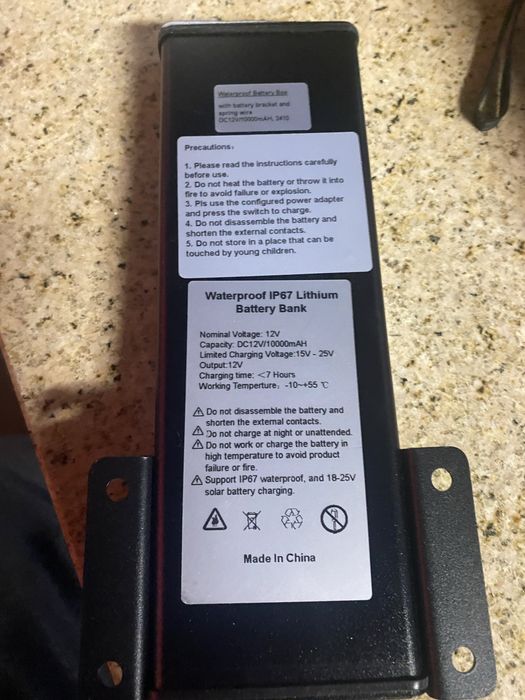 Waterproof Battery Box
with battery bracket and
spring wire
DC12V/10000mAH, 2410
Precautions:
1. Please read the instructions carefully
before use.
2. Do not heat the battery or throw it into
fire to avoid failure or explosion.
3. Pls use the configured power adapter
and press the switch to charge.
4. Do not disassemble the battery and
shorten the external contacts.
5. Do not store in a place that can be
touched by young children.
Waterproof IP67 Lithium
Battery Bank
Nominal Voltage: 12V
Capacity: DC12V/10000mAH
Limited Charging Voltage:15V - 25V
Output:12V
Charging time: <7 Hours
Working Temperture: -10~+55 ℃
Do not disassemble the battery and
shorten the external contacts.
Do not charge at night or unattended.
Do not work or charge the battery in
high temperature to avoid product
failure or fire.
Support IP67 waterproof, and 18-25V
solar battery charging.
Made In China